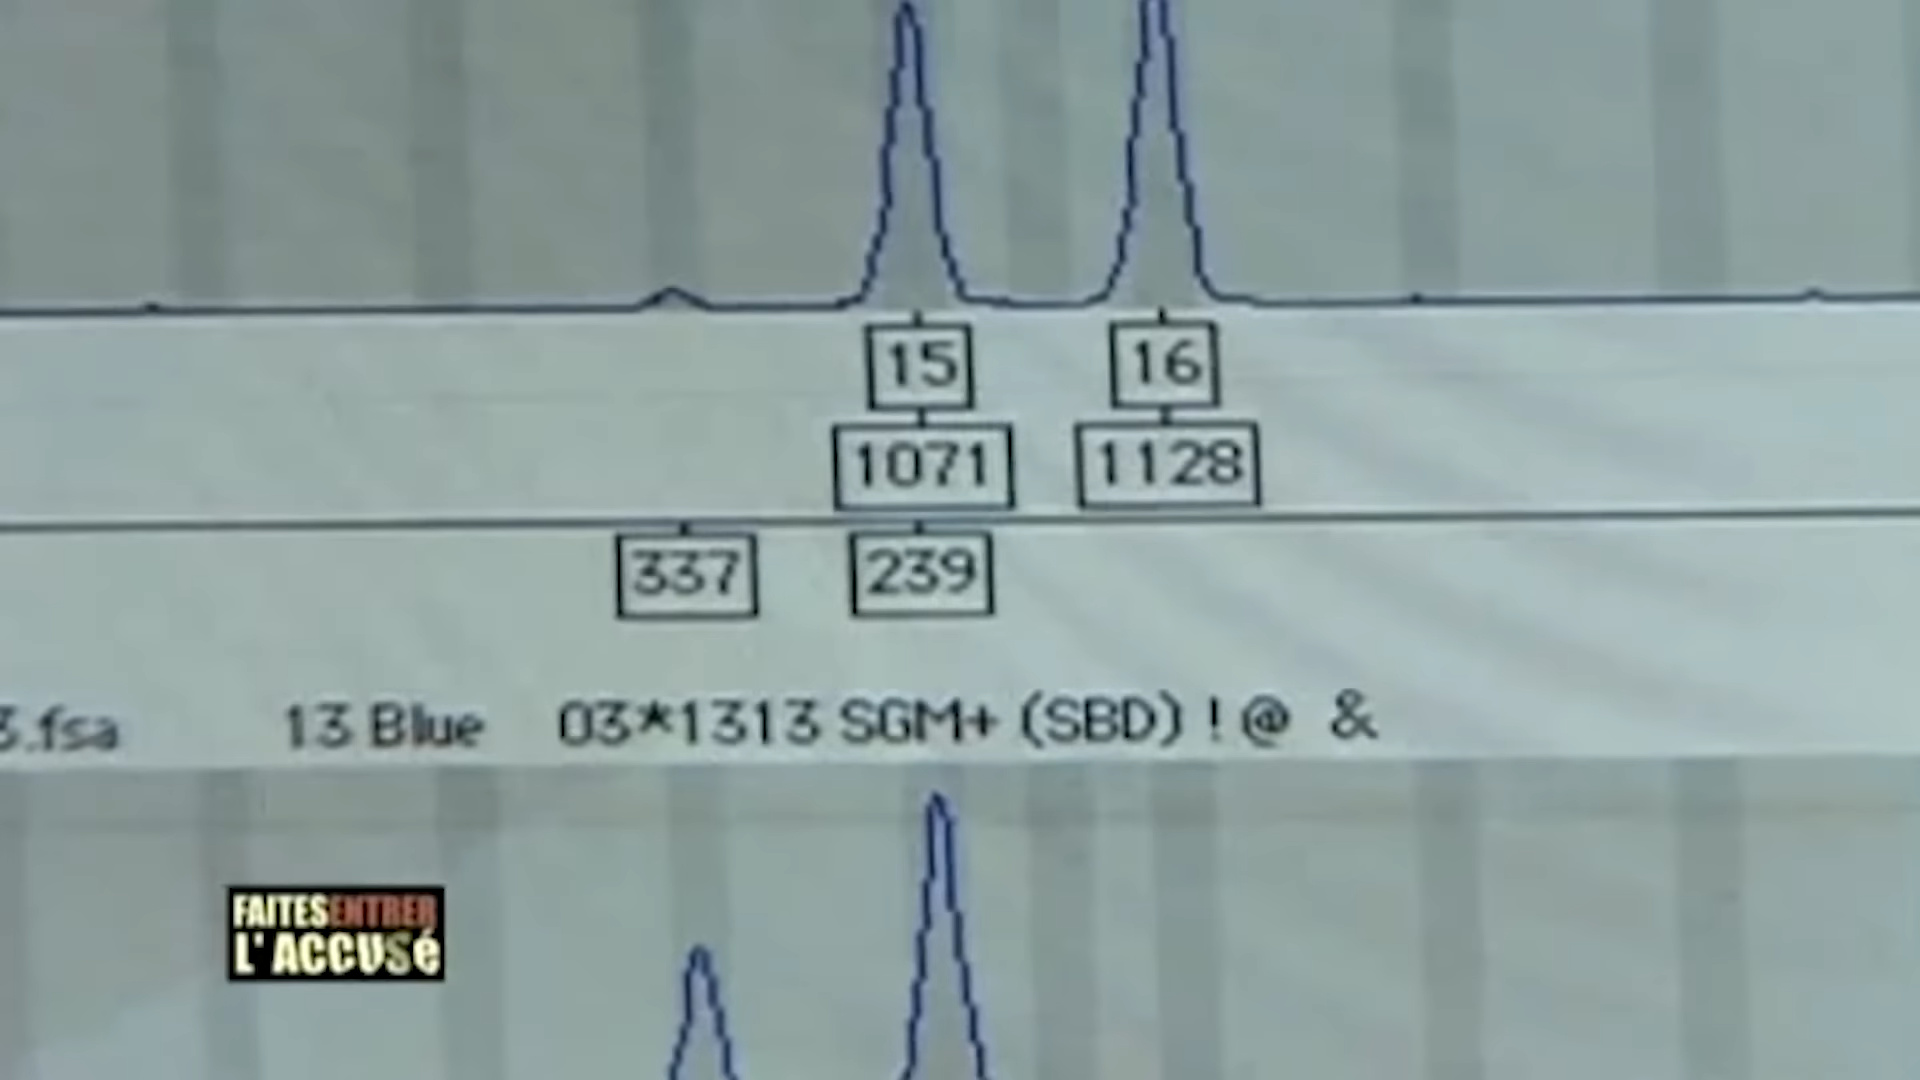 15 16
1071 1128
337 239
3.fsa 13 Blue 03*1313 SGM+ (SBD) ! @ &
FAITES ENTRER
L'ACCUSé